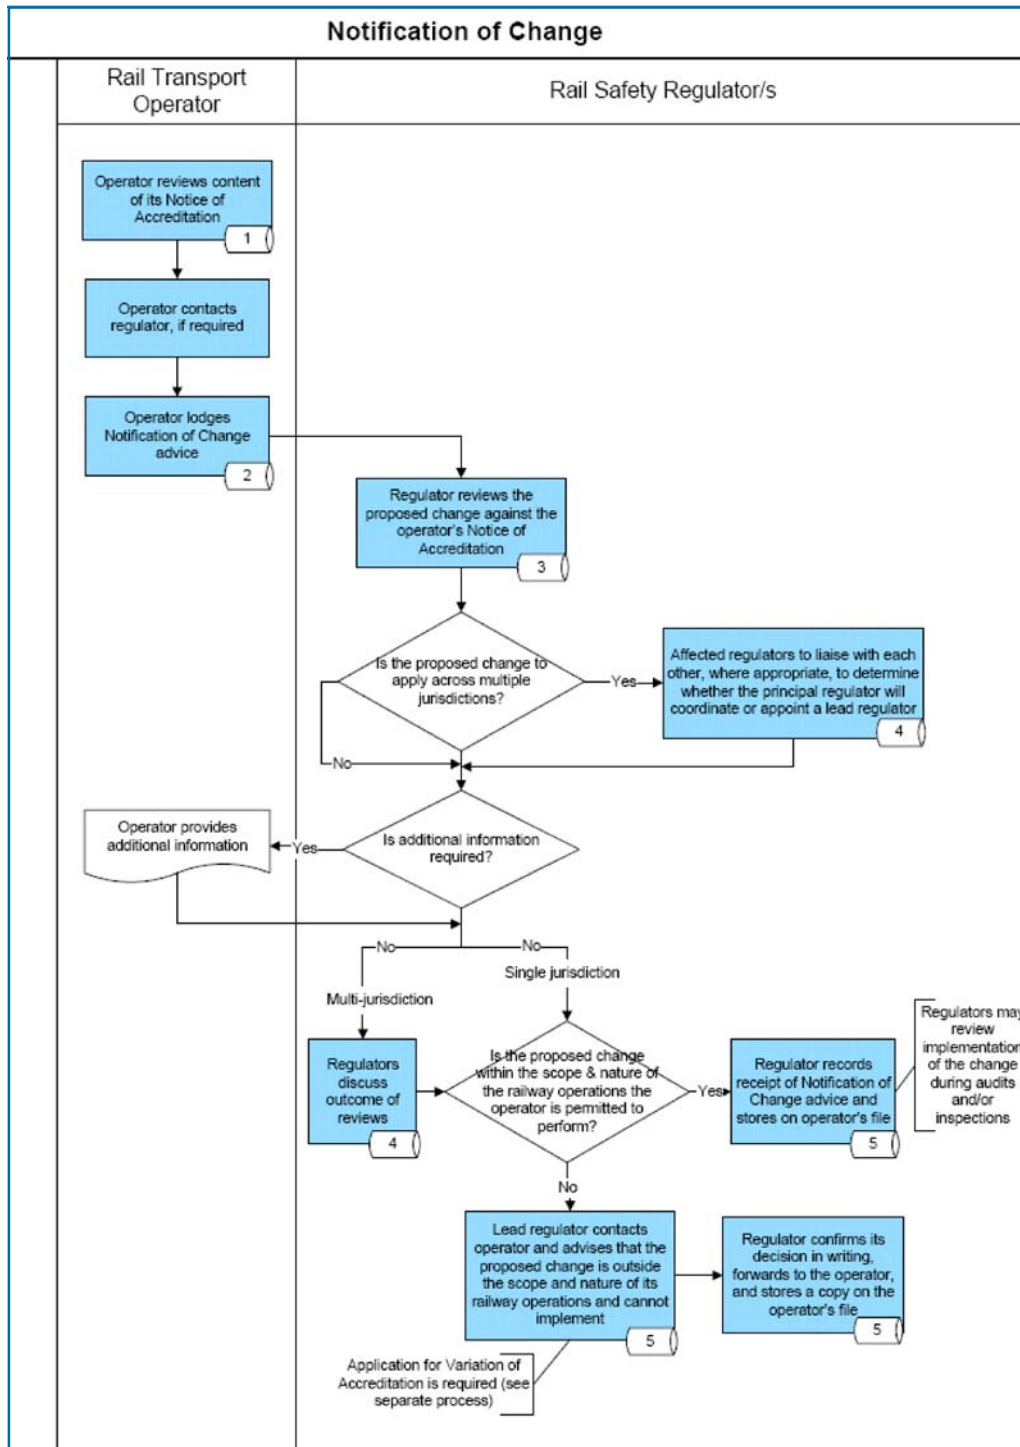 Notification of Change
Rail Transport
Operator
Rail Safety Regulator/s
Operator reviews content
of its Notice of
Accreditation
1
Operator contacts
regulator, if required
Operator lodges
Notification of Change
advice
2
Regulator reviews the
proposed change against the
operator's Notice of
Accreditation
3
Is the proposed change to
apply across multiple
jurisdictions?
Yes
Affected regulators to liaise with each
other, where appropriate, to determine
whether the principal regulator will
coordinate or appoint a lead regulator
4
No
Operator provides
additional information
Yes
Is additional information
required?
No
No
Single jurisdiction
Multi-jurisdiction
Regulators
discuss
outcome of
reviews
4
Is the proposed change
within the scope & nature of
the railway operations the
operator is permitted to
perform?
Yes
Regulator records
receipt of Notification of
Change advice and
stores on operator's file
5
Regulators may
review
implementation
of the change
during audits
and/or
inspections
No
Lead regulator contacts
operator and advises that the
proposed change is outside
the scope and nature of its
railway operations and cannot
implement
5
Regulator confirms its
decision in writing,
forwards to the operator,
and stores a copy on the
operator's file
5
Application for Variation of
Accreditation is required (see
separate process)